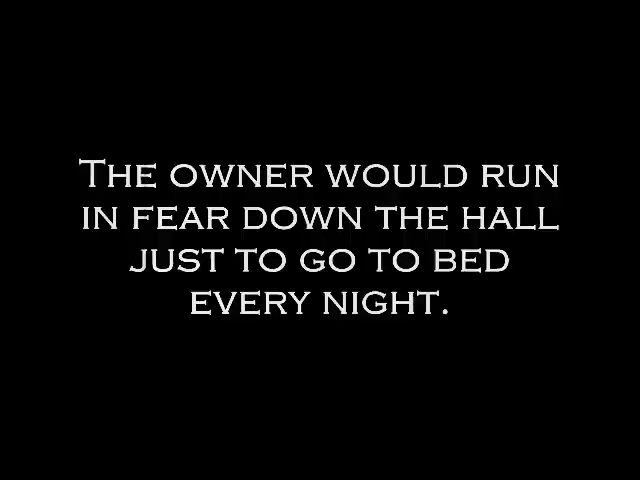 THE OWNER WOULD RUN
IN FEAR DOWN THE HALL
JUST TO GO TO BED
EVERY NIGHT.